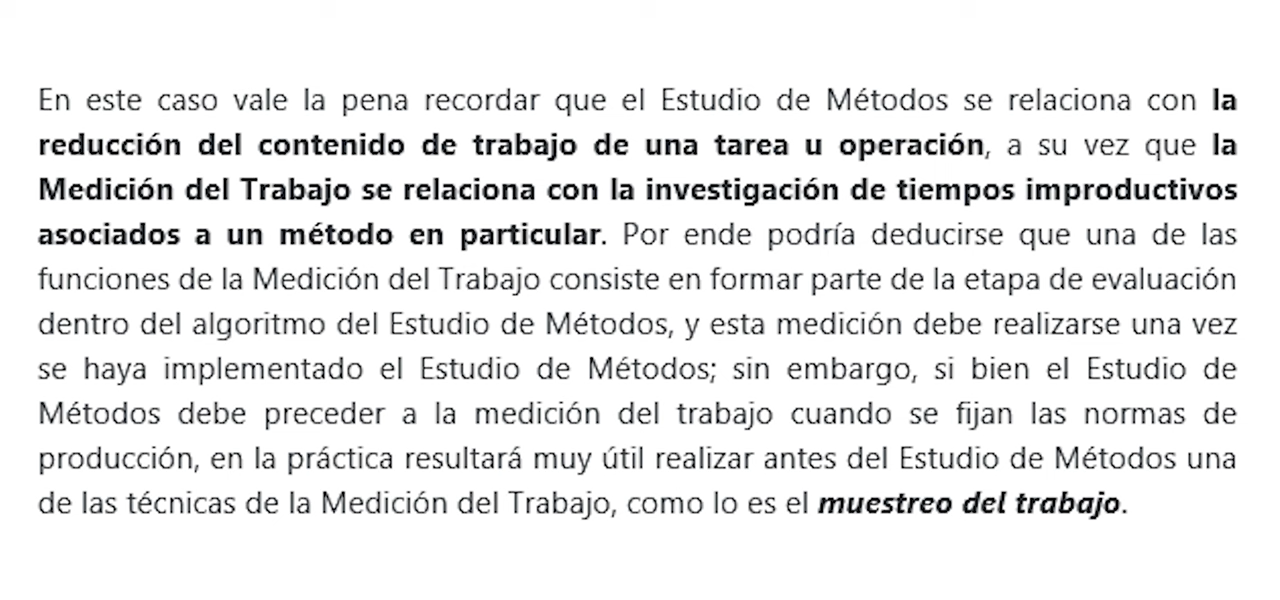 En este caso vale la pena recordar que el Estudio de Métodos se relaciona con la
reducción del contenido de trabajo de una tarea u operación, a su vez que la
Medición del Trabajo se relaciona con la investigación de tiempos improductivos
asociados a un método en particular. Por ende podría deducirse que una de las
funciones de la Medición del Trabajo consiste en formar parte de la etapa de evaluación
dentro del algoritmo del Estudio de Métodos, y esta medición debe realizarse una vez
se haya implementado el Estudio de Métodos; sin embargo, si bien el Estudio de
Métodos debe preceder a la medición del trabajo cuando se fijan las normas de
producción, en la práctica resultará muy útil realizar antes del Estudio de Métodos una
de las técnicas de la Medición del Trabajo, como lo es el muestreo del trabajo.